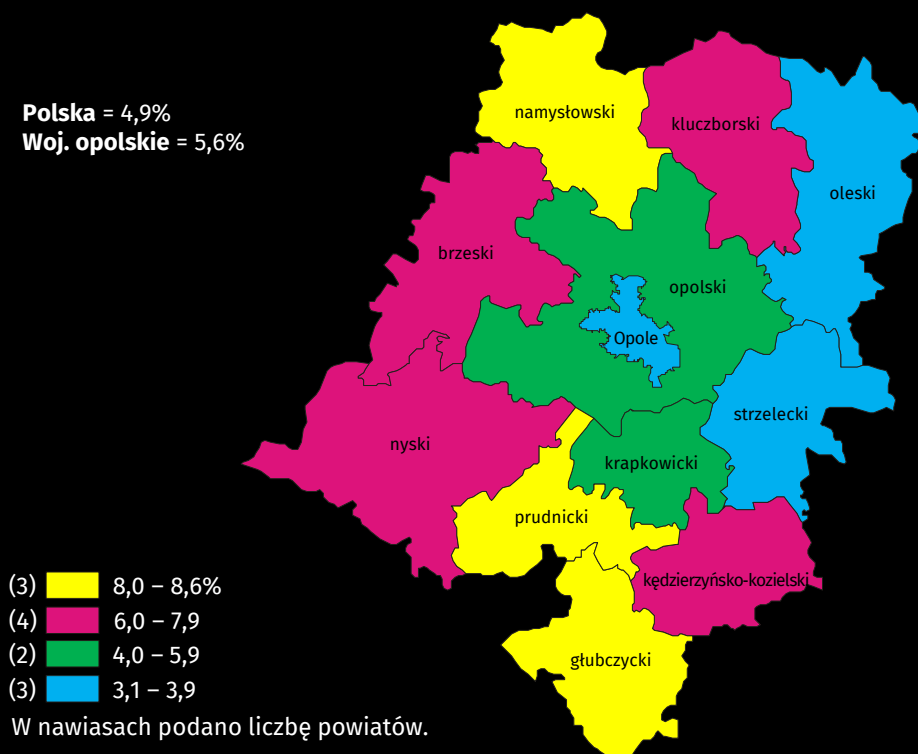 Polska = 4,9%
Woj. opolskie = 5,6%
namysłowski
kluczborski
oleski
brzeski
opolski
Opole
strzelecki
nyski
krapkowicki
prudnicki
kędzierzyńsko-kozielski
głubczycki
(3) 8,0 – 8,6%
(4) 6,0 – 7,9
(2) 4,0 – 5,9
(3) 3,1 – 3,9
W nawiasach podano liczbę powiatów.